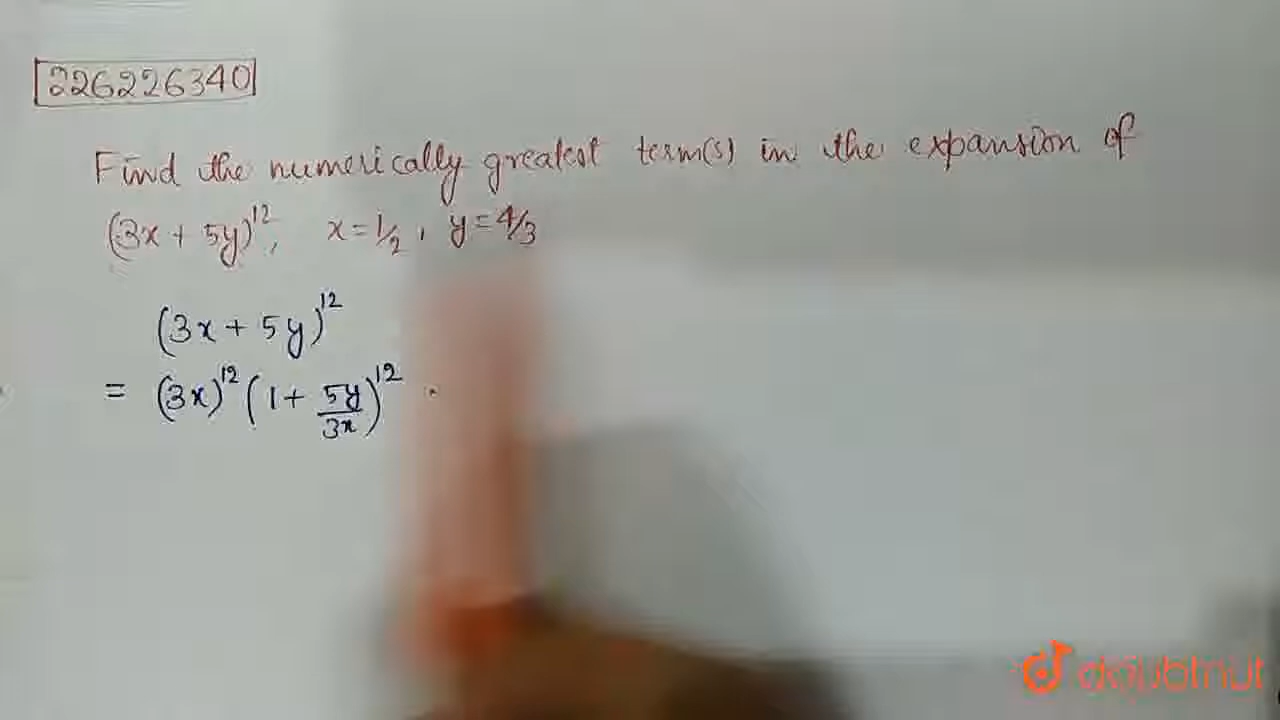 226226340
Find the numerically greatest term(s) in the expansion of
(3x + 5y)^12, x = 1/2, y = 4/3
(3x + 5y)^12
= (3x)^12 (1 + 5y/3x)^12
doubtnut